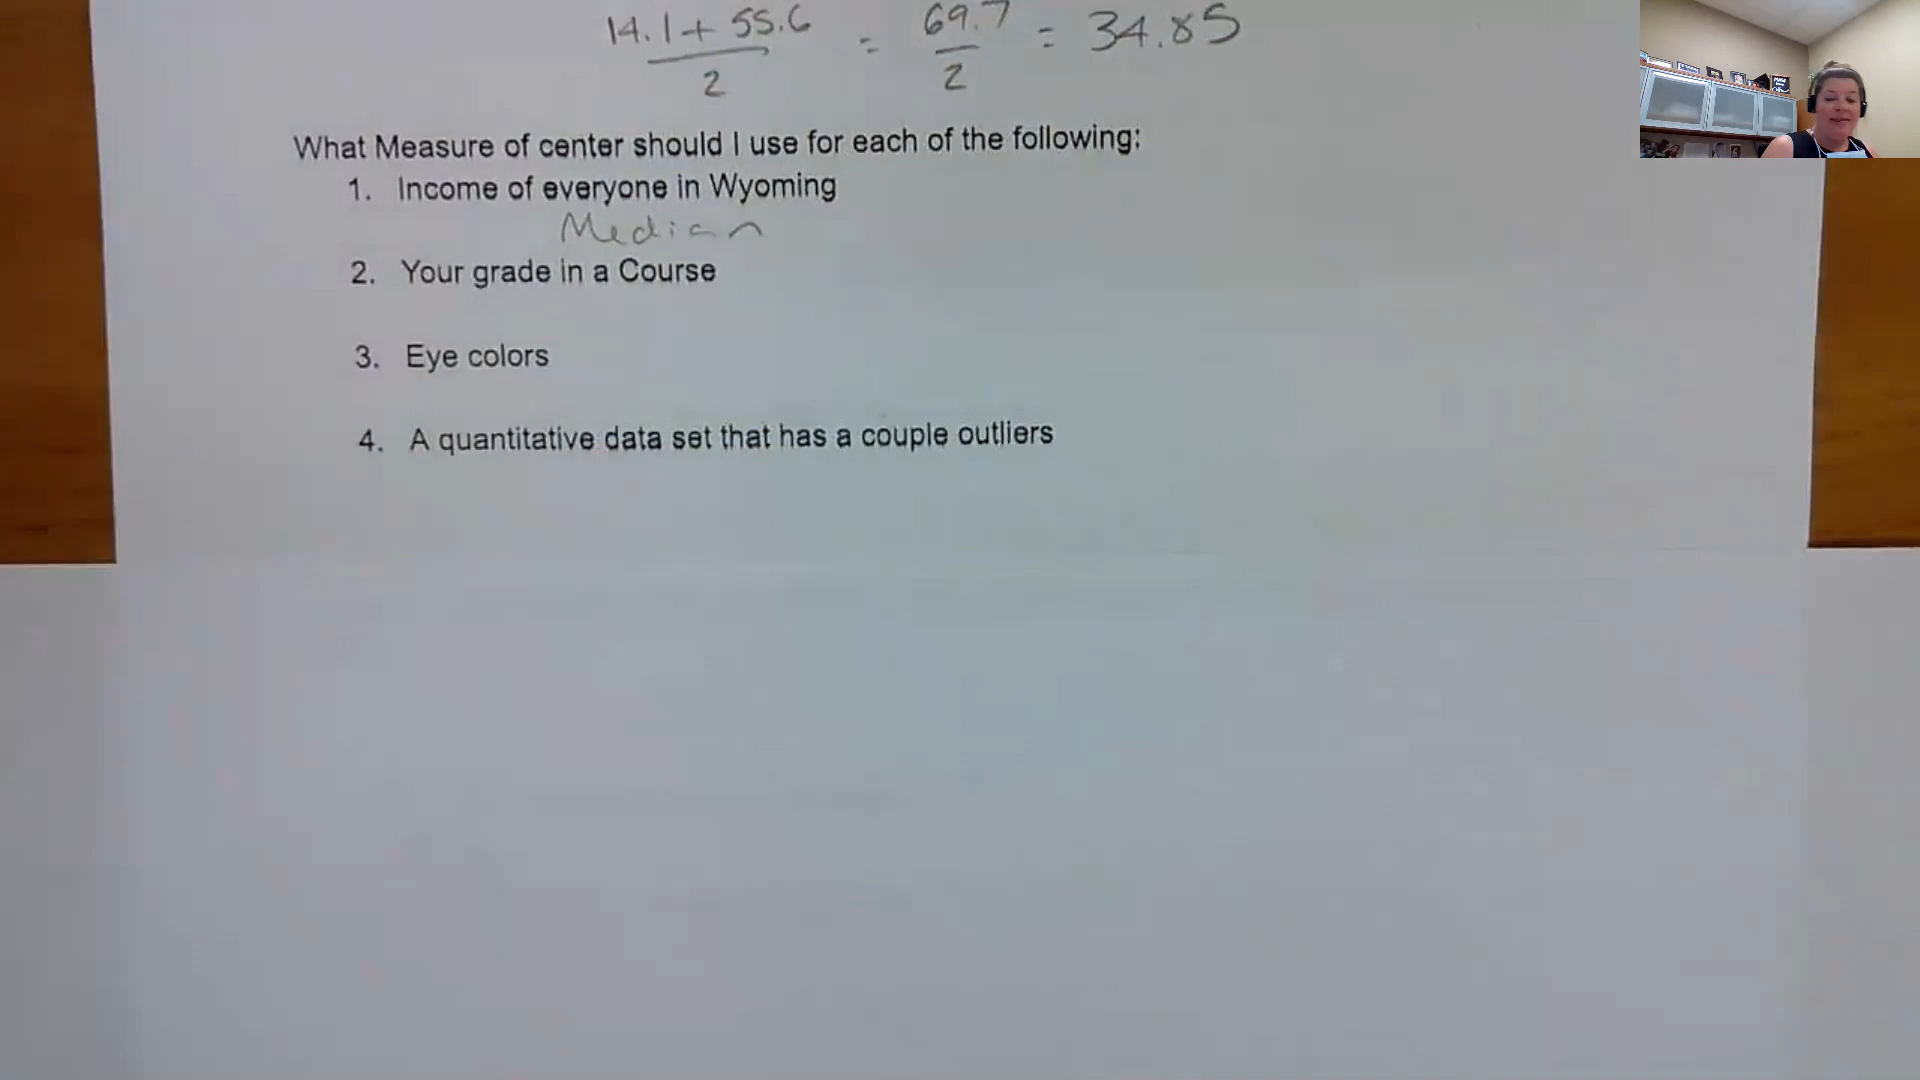 14.1 + 55.6 = 69.7 = 34.85
2 2
What Measure of center should I use for each of the following:
1. Income of everyone in Wyoming
Median
2. Your grade in a Course
3. Eye colors
4. A quantitative data set that has a couple outliers